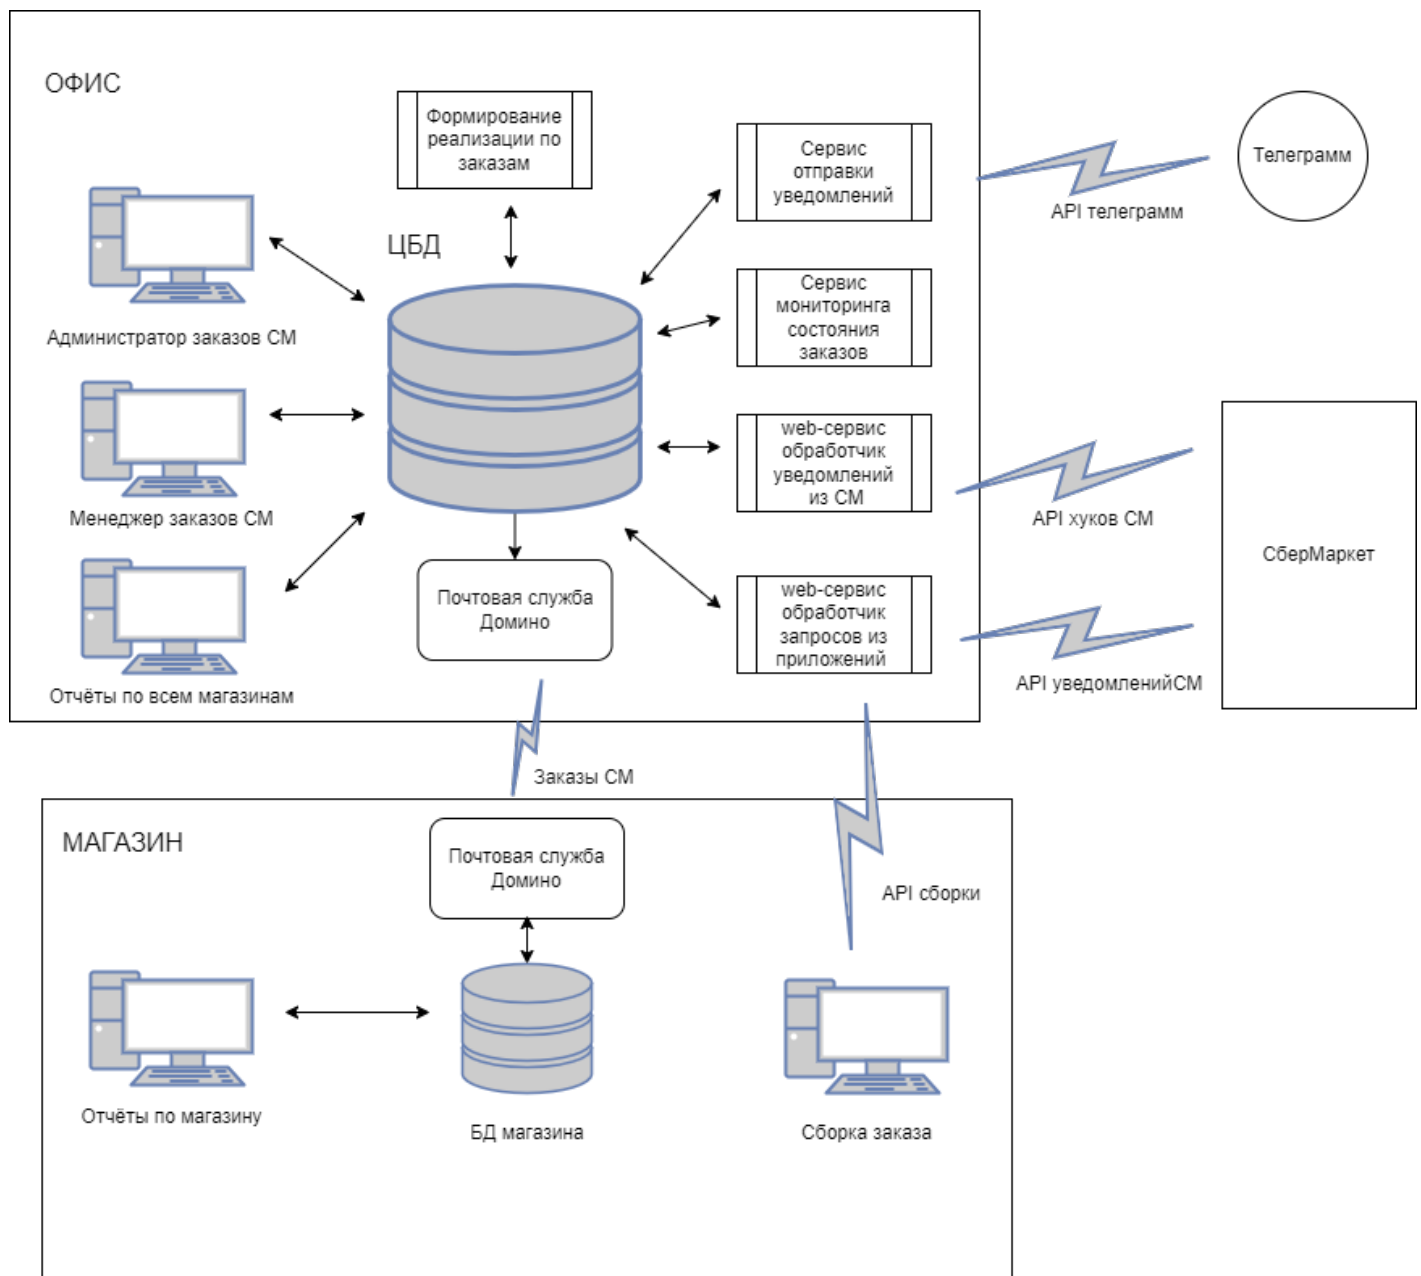 ОФИС
Формирование
реализации по
заказам
Сервис
отправки
уведомлений
Телеграмм
API телеграмм
ЦБД
Администратор заказов СМ
Сервис
мониторинга
состояния
заказов
Менеджер заказов СМ
web-сервис
обработчик
уведомлений
из СМ
API хуков СМ
СберМаркет
Почтовая служба
Домино
web-сервис
обработчик
запросов из
приложений
API уведомленийСМ
Отчёты по всем магазинам
Заказы СМ
МАГАЗИН
Почтовая служба
Домино
API сборки
Отчёты по магазину
БД магазина
Сборка заказа